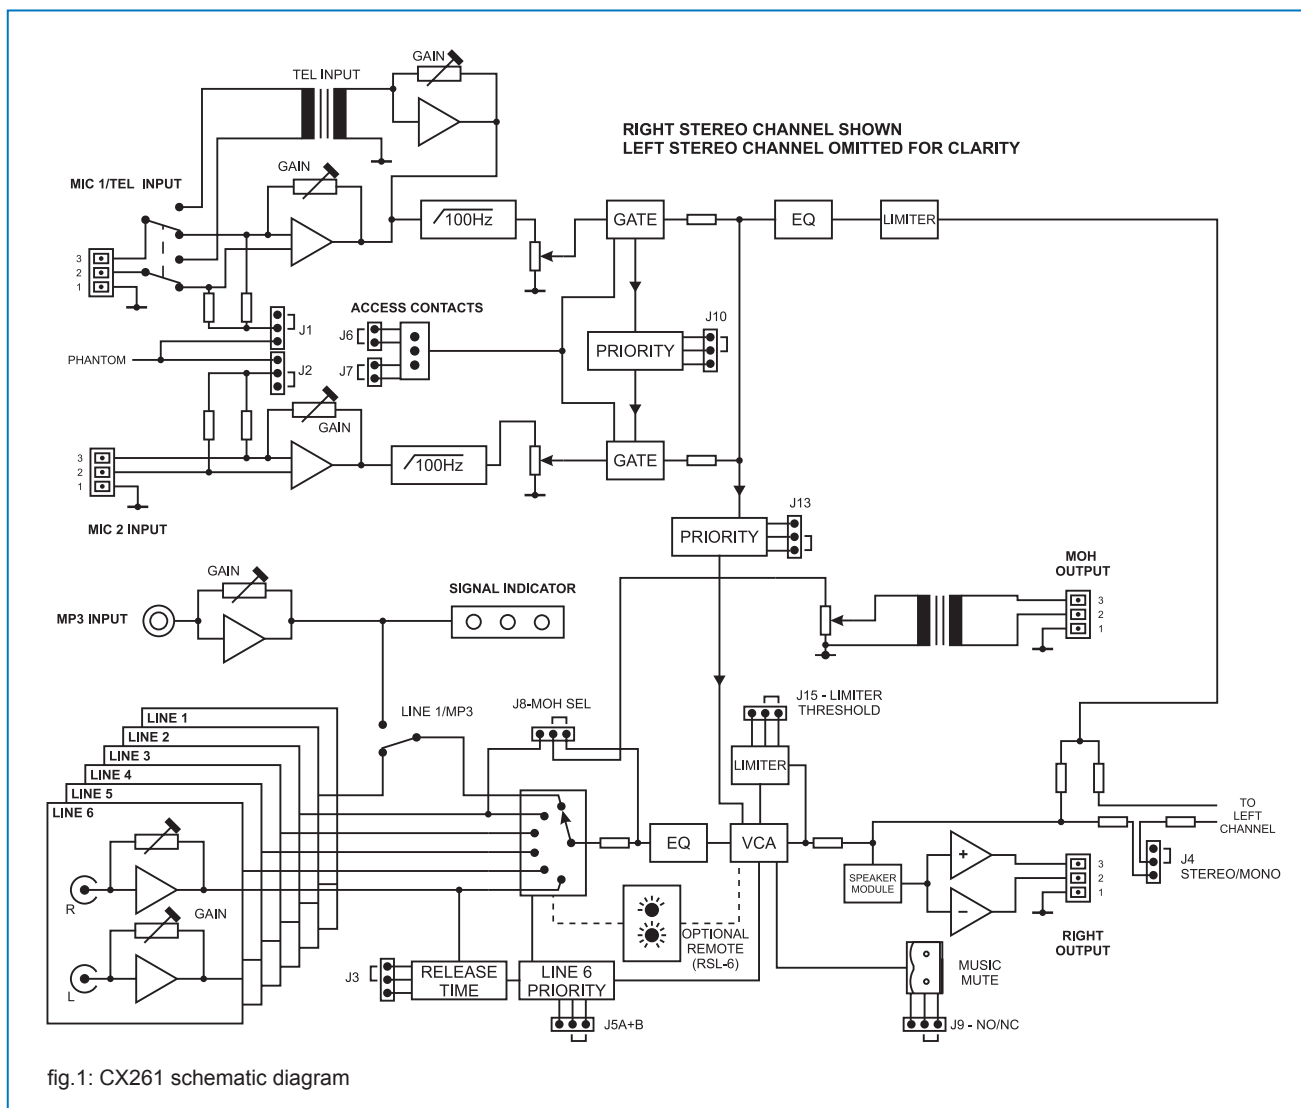 GAIN
TEL INPUT
RIGHT STEREO CHANNEL SHOWN
LEFT STEREO CHANNEL OMITTED FOR CLARITY
GAIN
MIC 1/TEL INPUT
100Hz
GATE
EQ
LIMITER
3
2
1
ACCESS CONTACTS
J1
J6
J10
PHANTOM
PRIORITY
J2
J7
GAIN
3
2
1
100Hz
GATE
MIC 2 INPUT
J13
PRIORITY
MOH
OUTPUT
GAIN
SIGNAL INDICATOR
3
2
1
MP3 INPUT
J8-MOH SEL
J15 - LIMITER
THRESHOLD
LINE 1/MP3
LINE 1
LINE 2
LINE 3
LINE 4
LINE 5
LINE 6
LIMITER
TO
LEFT
CHANNEL
EQ
VCA
J4
STEREO/MONO
SPEAKER
MODULE
+
−
3
2
1
R
GAIN
L
OPTIONAL
REMOTE
(RSL-6)
RIGHT
OUTPUT
J3
RELEASE
TIME
LINE 6
PRIORITY
MUSIC
MUTE
J5A+B
J9 - NO/NC
fig.1: CX261 schematic diagram